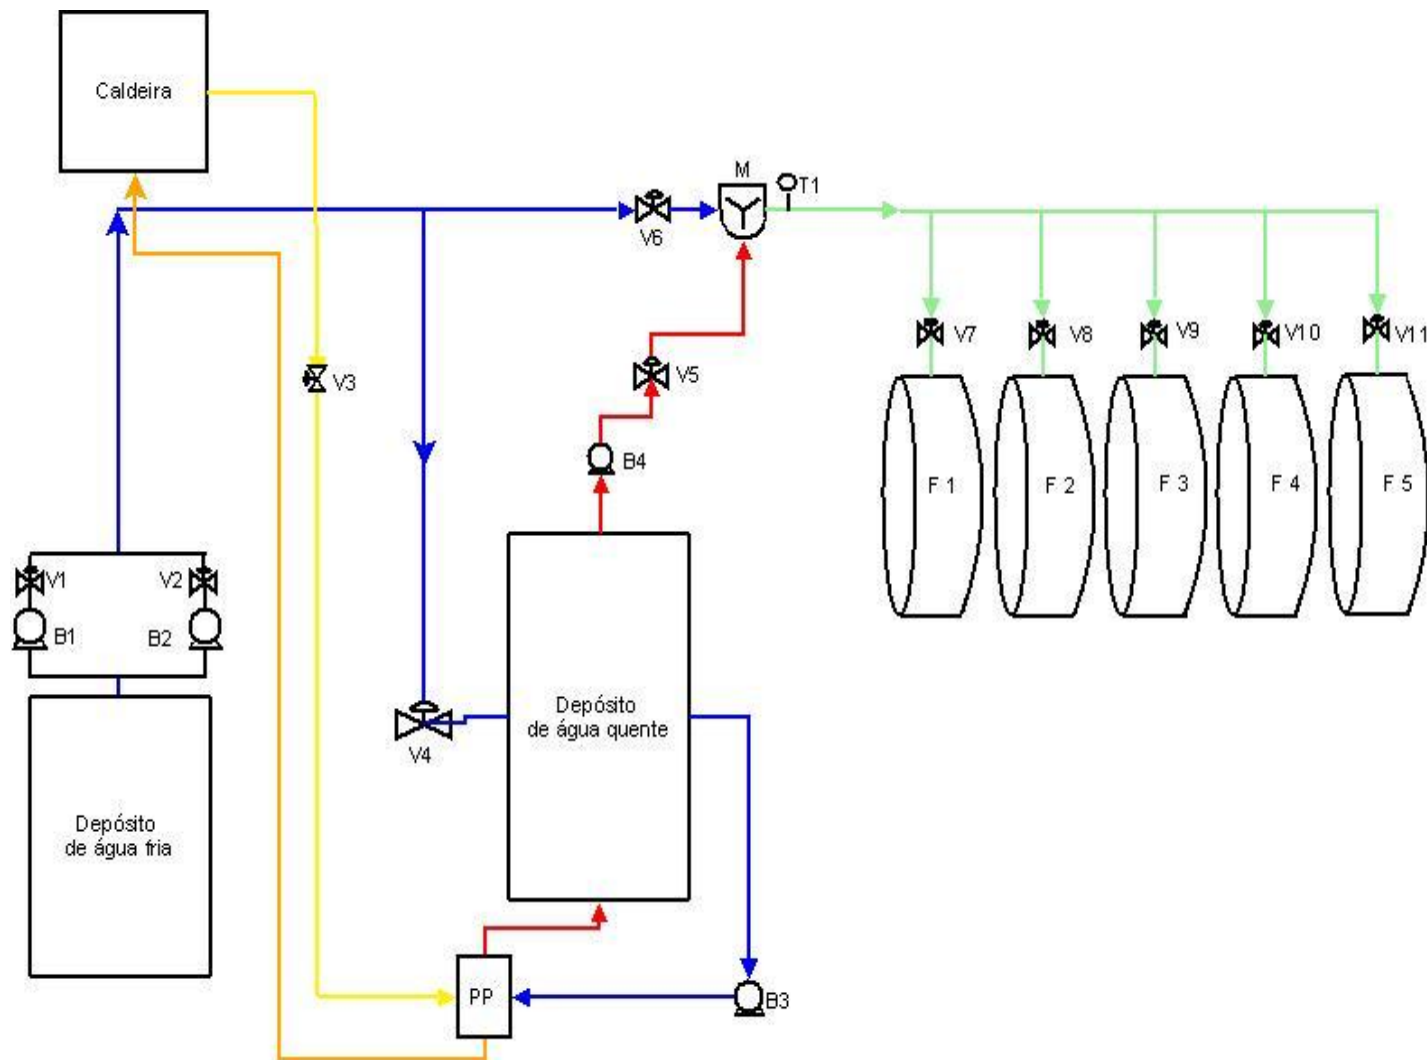 Caldeira
M
T1
V6
V7
V8
V9
V10
V11
V3
V5
B4
F 1
F 2
F 3
F 4
F 5
V1
V2
B1
B2
Depósito
de água quente
V4
Depósito
de água fria
PP
B3